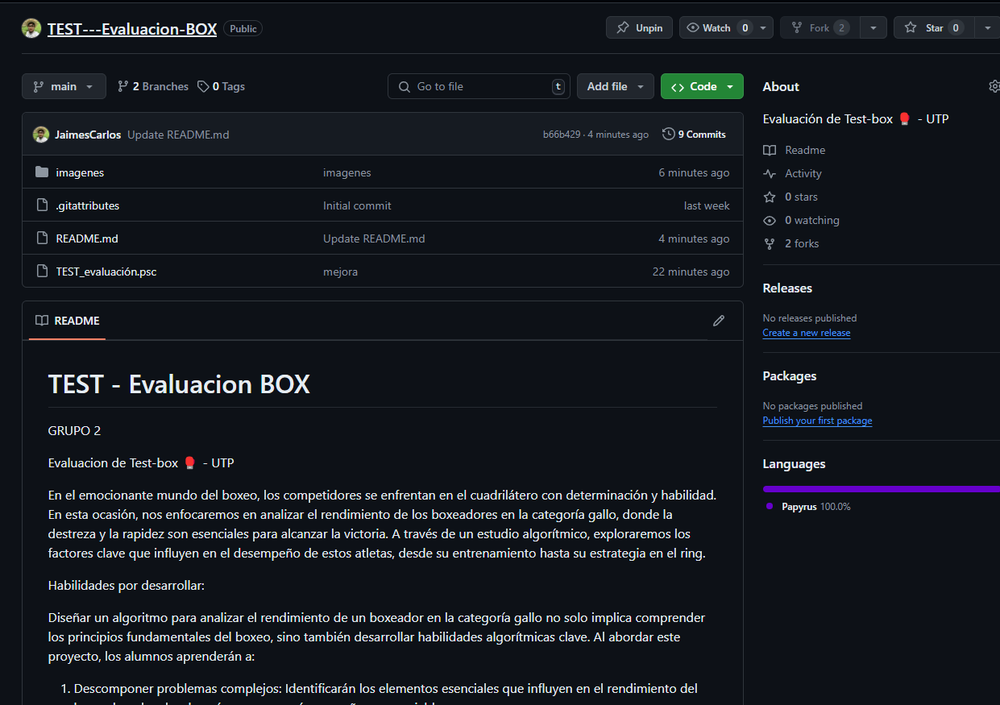 TEST---Evaluacion-BOX Public
Unpin
Watch 0
Fork 2
Star 0
main
2 Branches
0 Tags
Go to file t
Add file
Code
JaimesCarlos Update README.md b66b429 · 4 minutes ago 9 Commits
imagenes imagenes 6 minutes ago
.gitattributes Initial commit last week
README.md Update README.md 4 minutes ago
TEST_evaluación.psc mejora 22 minutes ago
README
TEST - Evaluacion BOX
GRUPO 2
Evaluacion de Test-box 🥊 - UTP
En el emocionante mundo del boxeo, los competidores se enfrentan en el cuadrilátero con determinación y habilidad.
En esta ocasión, nos enfocaremos en analizar el rendimiento de los boxeadores en la categoría gallo, donde la
destreza y la rapidez son esenciales para alcanzar la victoria. A través de un estudio algorítmico, exploraremos los
factores clave que influyen en el desempeño de estos atletas, desde su entrenamiento hasta su estrategia en el ring.
Habilidades por desarrollar:
Diseñar un algoritmo para analizar el rendimiento de un boxeador en la categoría gallo no solo implica comprender
los principios fundamentales del boxeo, sino también desarrollar habilidades algorítmicas clave. Al abordar este
proyecto, los alumnos aprenderán a:
1. Descomponer problemas complejos: Identificarán los elementos esenciales que influyen en el rendimiento del
About
Evaluación de Test-box 🥊 - UTP
Readme
Activity
0 stars
0 watching
2 forks
Releases
No releases published
Create a new release
Packages
No packages published
Publish your first package
Languages
Papyrus 100.0%